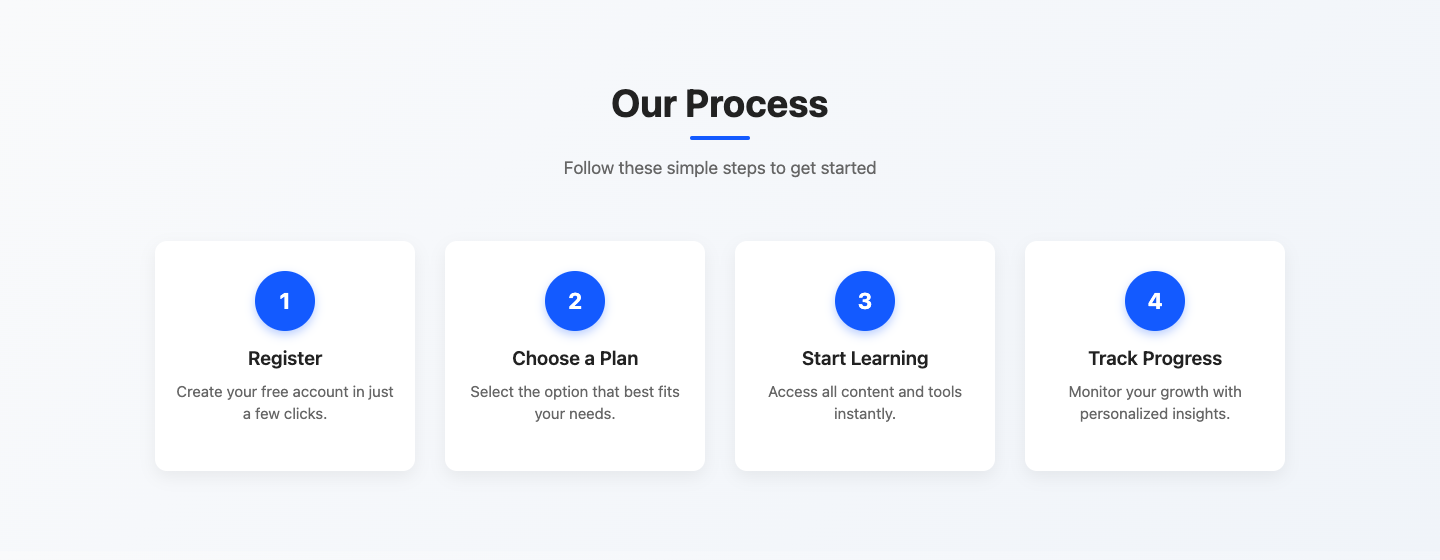 Our Process
Follow these simple steps to get started
1
Register
Create your free account in just
a few clicks.
2
Choose a Plan
Select the option that best fits
your needs.
3
Start Learning
Access all content and tools
instantly.
4
Track Progress
Monitor your growth with
personalized insights.